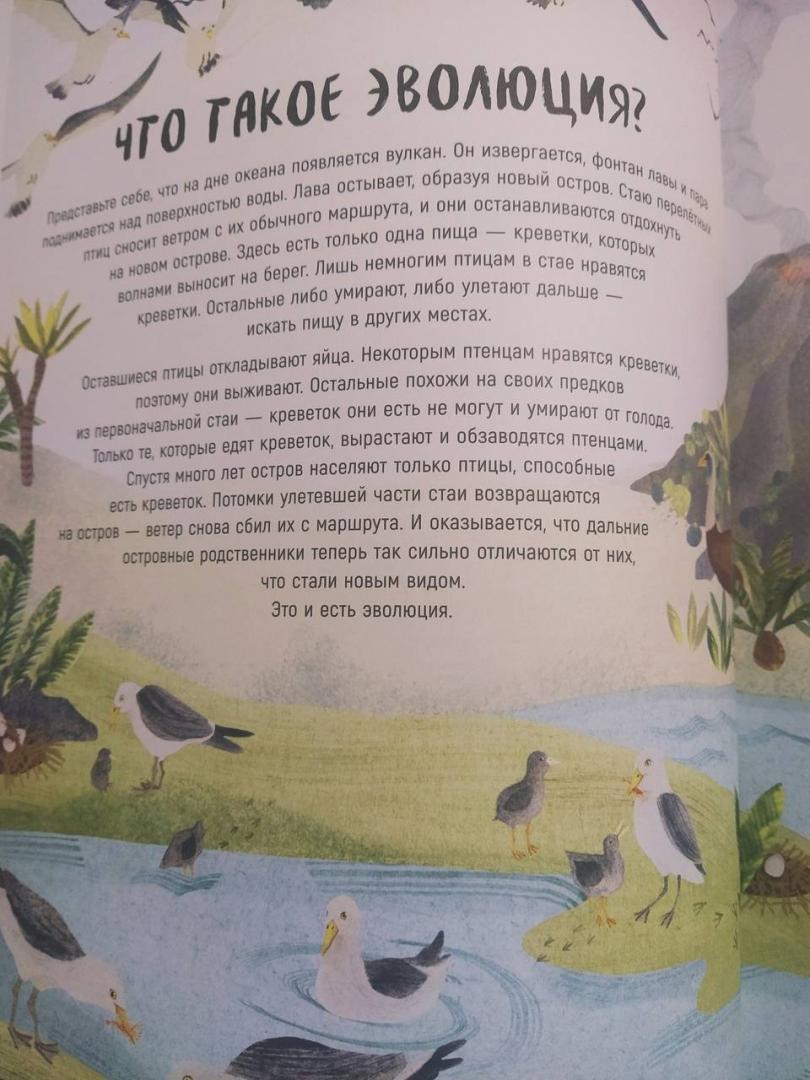 ЧТО ТАКОЕ ЭВОЛЮЦИЯ?
Представьте себе, что на дне океана появляется вулкан. Он извергается, фонтан лавы и пара
поднимается над поверхностью воды. Лава остывает, образуя новый остров. Стаю перелётных
птиц сносит ветром с их обычного маршрута, и они останавливаются отдохнуть
на новом острове. Здесь есть только одна пища — креветки, которых
волнами выносит на берег. Лишь немногим птицам в стае нравятся
креветки. Остальные либо умирают, либо улетают дальше —
искать пищу в других местах.
Оставшиеся птицы откладывают яйца. Некоторым птенцам нравятся креветки,
поэтому они выживают. Остальные похожи на своих предков
из первоначальной стаи — креветок они есть не могут и умирают от голода.
Только те, которые едят креветок, вырастают и обзаводятся птенцами.
Спустя много лет остров населяют только птицы, способные
есть креветок. Потомки улетевшей части стаи возвращаются
на остров — ветер снова сбил их с маршрута. И оказывается, что дальние
островные родственники теперь так сильно отличаются от них,
что стали новым видом.
Это и есть эволюция.